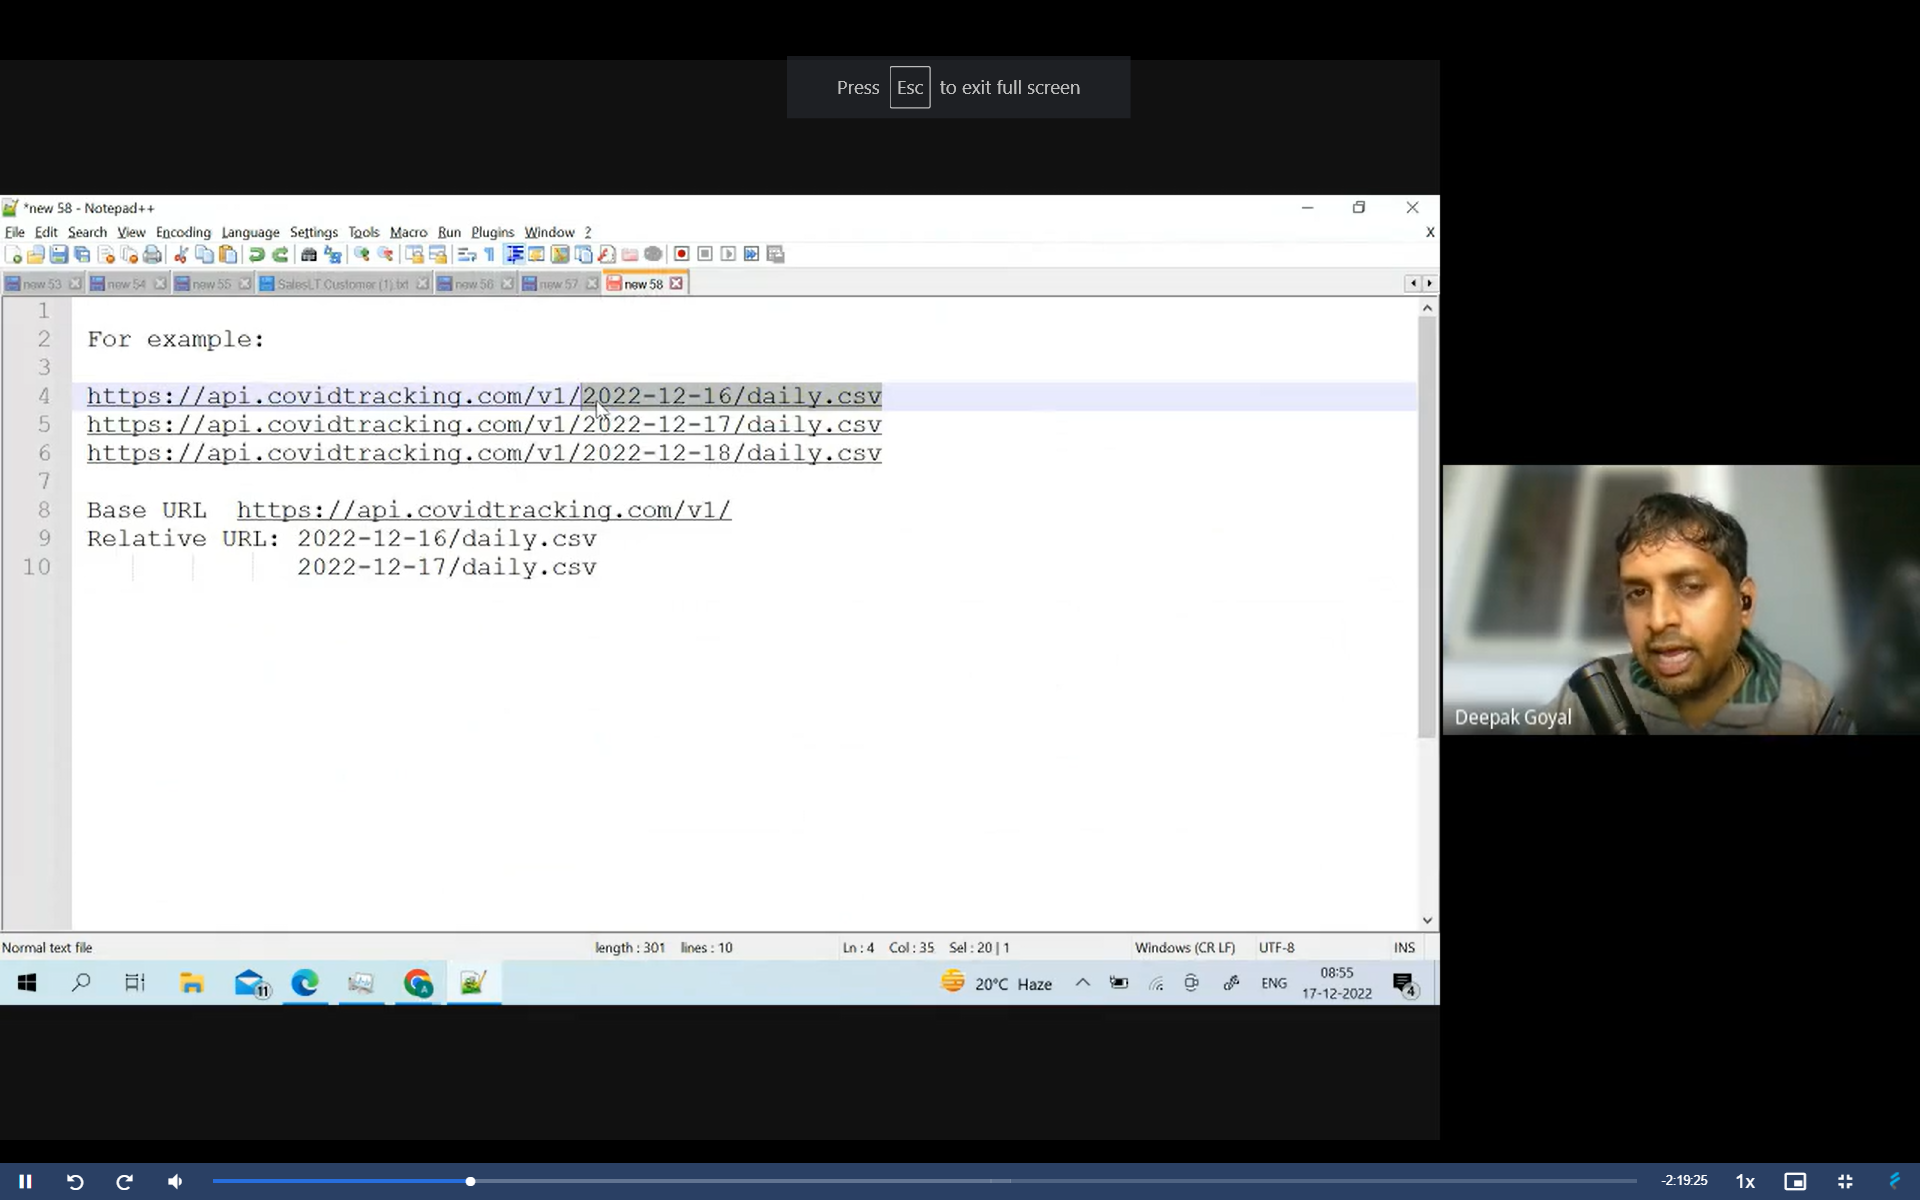 Press Esc to exit full screen
*new 58 - Notepad++
File Edit Search View Encoding Language Settings Tools Macro Run Plugins Window ?
X
new 53 new 54 new 55 SalesLT Customer (1).txt new 56 new 57 new 58
1
2 For example:
3
4 https://api.covidtracking.com/v1/2022-12-16/daily.csv
5 https://api.covidtracking.com/v1/2022-12-17/daily.csv
6 https://api.covidtracking.com/v1/2022-12-18/daily.csv
7
8 Base URL https://api.covidtracking.com/v1/
9 Relative URL: 2022-12-16/daily.csv
10 2022-12-17/daily.csv
Deepak Goyal
Normal text file length : 301 lines : 10 Ln : 4 Col : 35 Sel : 20 | 1 Windows (CR LF) UTF-8 INS
11 20°C Haze ENG 08:55
17-12-2022 4
-2:19:25 1x